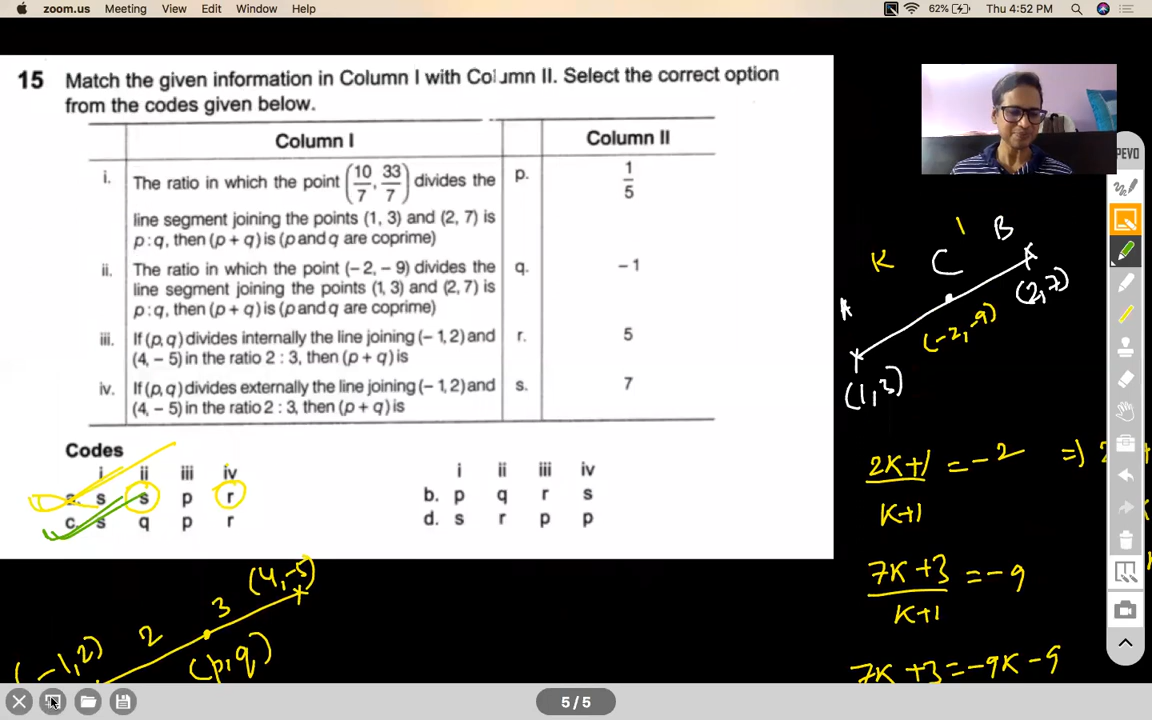 zoom.us Meeting View Edit Window Help 62% Thu 4:52 PM
15 Match the given information in Column I with Column II. Select the correct option
from the codes given below.
Column I Column II
i. The ratio in which the point (10/7, 33/7) divides the p. 1/5
line segment joining the points (1, 3) and (2, 7) is
p : q, then (p + q) is (p and q are coprime)
ii. The ratio in which the point (– 2, – 9) divides the q. – 1
line segment joining the points (1, 3) and (2, 7) is
p : q, then (p + q) is (p and q are coprime)
iii. If (p, q) divides internally the line joining (– 1, 2) and r. 5
(4, – 5) in the ratio 2 : 3, then (p + q) is
iv. If (p, q) divides externally the line joining (– 1, 2) and s. 7
(4, – 5) in the ratio 2 : 3, then (p + q) is
Codes
i ii iii iv
a. s s p r
c. s q p r
i ii iii iv
b. p q r s
d. s r p p
K 1
A C B
(1,3) (-2,-9) (2,7)
(2K+1)/(K+1) = -2 =) 2
(7K+3)/(K+1) = -9
7K+3 = -9K-9
(4,-5)
2 3
(-1,2) (p,q)
5 / 5